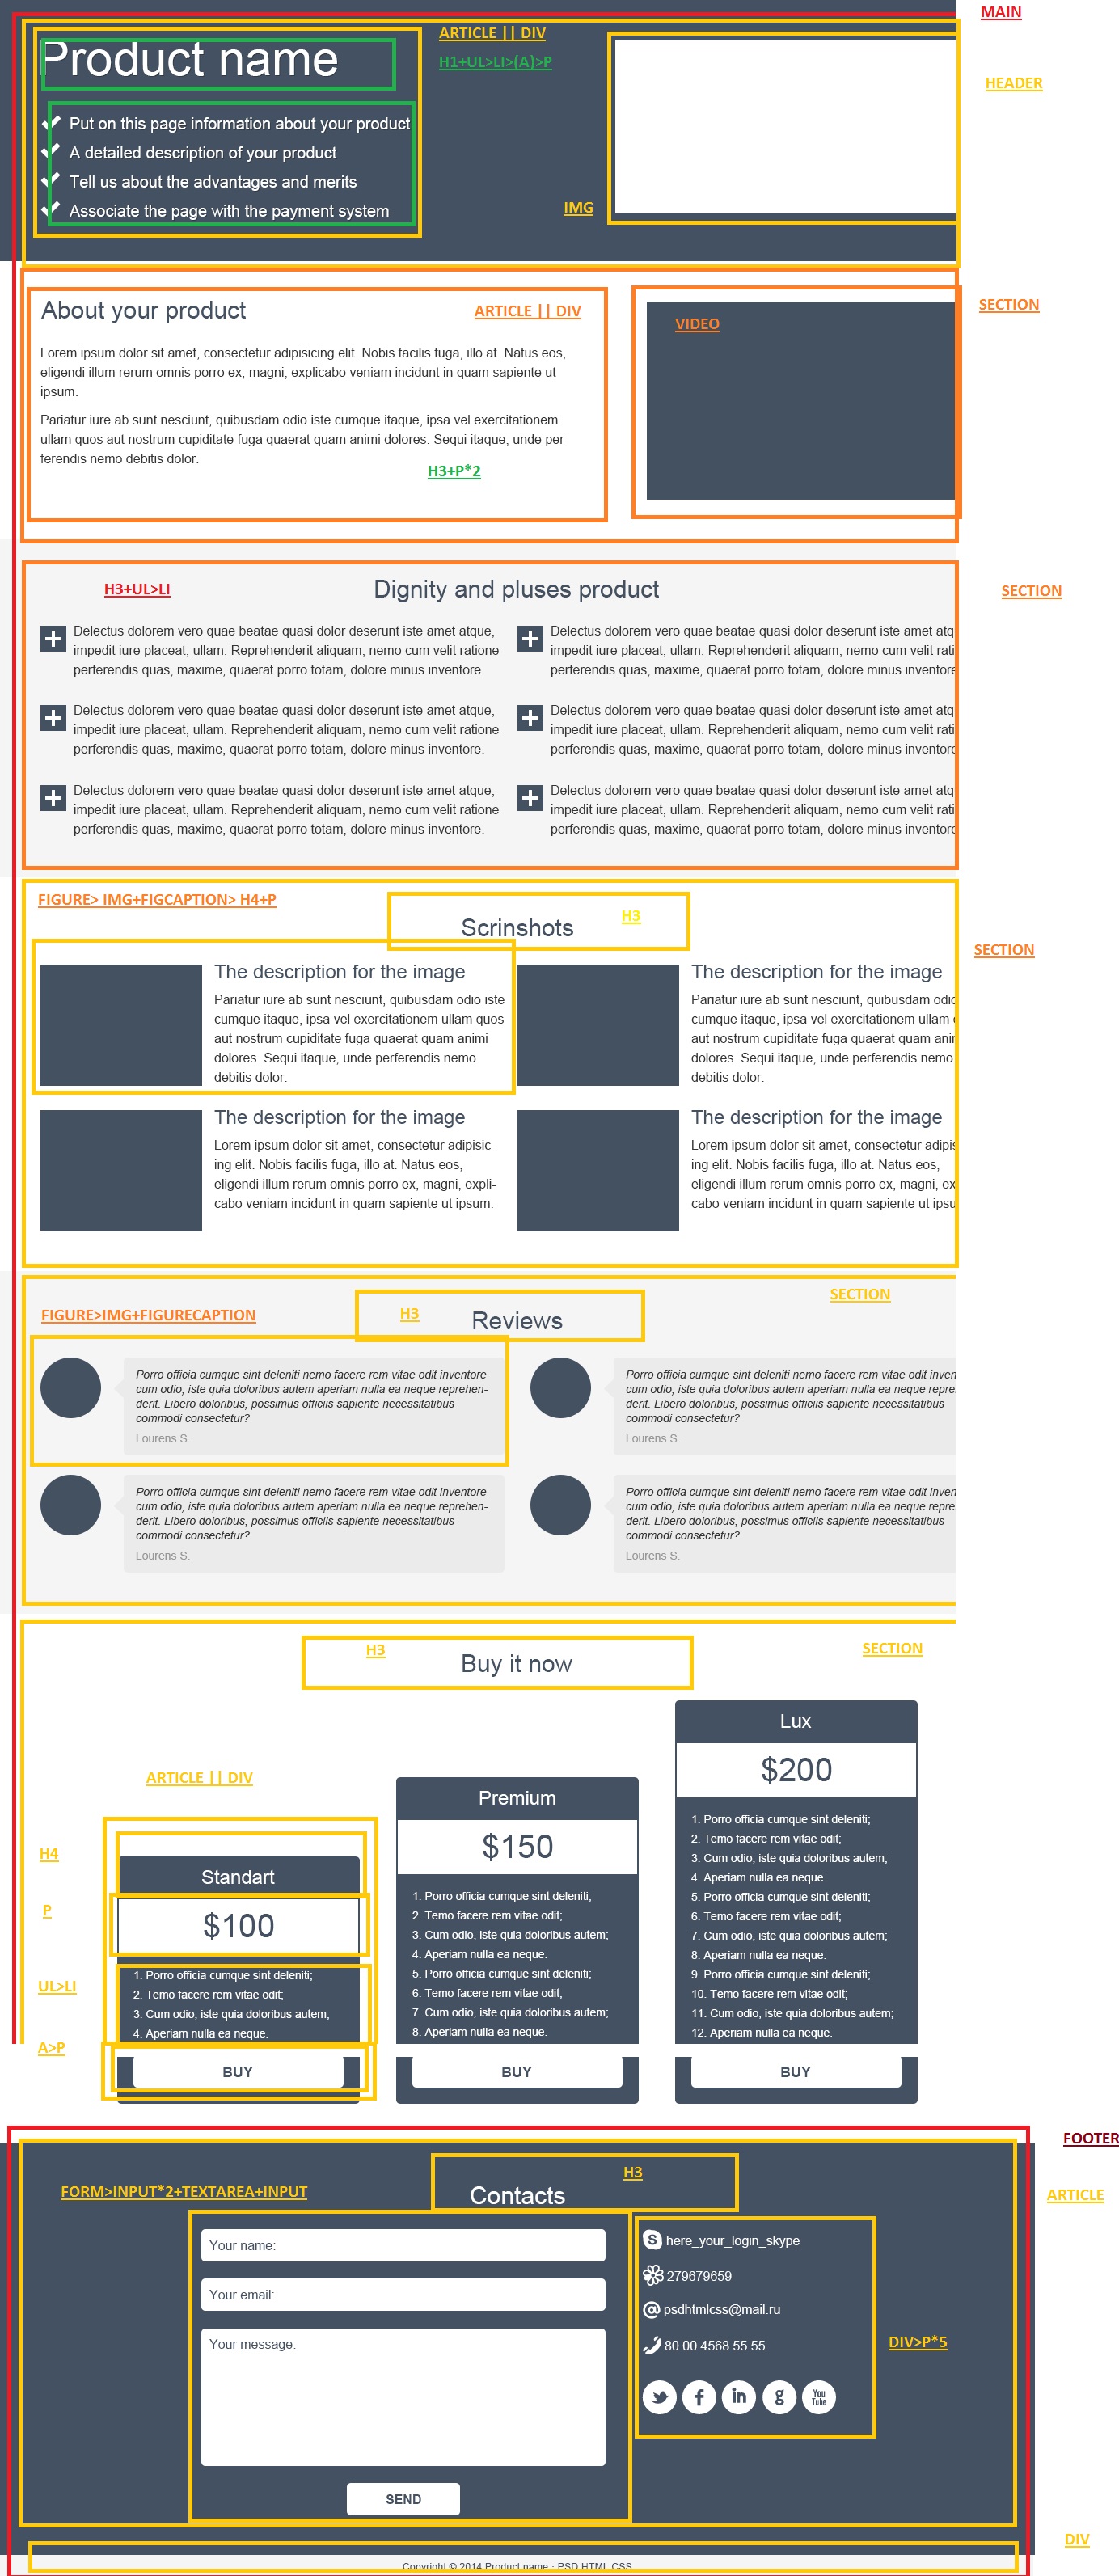 MAIN
ARTICLE || DIV
Product name
H1+UL>LI>(A)>P
HEADER
Put on this page information about your product
A detailed description of your product
Tell us about the advantages and merits
Associate the page with the payment system
IMG
SECTION
About your product
ARTICLE || DIV
VIDEO
Lorem ipsum dolor sit amet, consectetur adipisicing elit. Nobis facilis fuga, illo at. Natus eos,
eligendi illum rerum omnis porro ex, magni, explicabo veniam incidunt in quam sapiente ut
ipsum.
Pariatur iure ab sunt nesciunt, quibusdam odio iste cumque itaque, ipsa vel exercitationem
ullam quos aut nostrum cupiditate fuga quaerat quam animi dolores. Sequi itaque, unde per-
ferendis nemo debitis dolor.
H3+P*2
H3+UL>LI
Dignity and pluses product
SECTION
Delectus dolorem vero quae beatae quasi dolor deserunt iste amet atque,
impedit iure placeat, ullam. Reprehenderit aliquam, nemo cum velit ratione
perferendis quas, maxime, quaerat porro totam, dolore minus inventore.
Delectus dolorem vero quae beatae quasi dolor deserunt iste amet atq
impedit iure placeat, ullam. Reprehenderit aliquam, nemo cum velit rati
perferendis quas, maxime, quaerat porro totam, dolore minus inventore
Delectus dolorem vero quae beatae quasi dolor deserunt iste amet atque,
impedit iure placeat, ullam. Reprehenderit aliquam, nemo cum velit ratione
perferendis quas, maxime, quaerat porro totam, dolore minus inventore.
Delectus dolorem vero quae beatae quasi dolor deserunt iste amet atq
impedit iure placeat, ullam. Reprehenderit aliquam, nemo cum velit rati
perferendis quas, maxime, quaerat porro totam, dolore minus inventore
Delectus dolorem vero quae beatae quasi dolor deserunt iste amet atque,
impedit iure placeat, ullam. Reprehenderit aliquam, nemo cum velit ratione
perferendis quas, maxime, quaerat porro totam, dolore minus inventore.
Delectus dolorem vero quae beatae quasi dolor deserunt iste amet atq
impedit iure placeat, ullam. Reprehenderit aliquam, nemo cum velit rati
perferendis quas, maxime, quaerat porro totam, dolore minus inventore
FIGURE> IMG+FIGCAPTION> H4+P
Scrinshots
H3
SECTION
The description for the image
Pariatur iure ab sunt nesciunt, quibusdam odio iste
cumque itaque, ipsa vel exercitationem ullam quos
aut nostrum cupiditate fuga quaerat quam animi
dolores. Sequi itaque, unde perferendis nemo
debitis dolor.
The description for the image
Pariatur iure ab sunt nesciunt, quibusdam odio
cumque itaque, ipsa vel exercitationem ullam
aut nostrum cupiditate fuga quaerat quam ani
dolores. Sequi itaque, unde perferendis nemo
debitis dolor.
The description for the image
Lorem ipsum dolor sit amet, consectetur adipisic-
ing elit. Nobis facilis fuga, illo at. Natus eos,
eligendi illum rerum omnis porro ex, magni, expli-
cabo veniam incidunt in quam sapiente ut ipsum.
The description for the image
Lorem ipsum dolor sit amet, consectetur adipis
ing elit. Nobis facilis fuga, illo at. Natus eos,
eligendi illum rerum omnis porro ex, magni, ex
cabo veniam incidunt in quam sapiente ut ipsu
SECTION
FIGURE>IMG+FIGURECAPTION
H3
Reviews
Porro officia cumque sint deleniti nemo facere rem vitae odit inventore
cum odio, iste quia doloribus autem aperiam nulla ea neque reprehen-
derit. Libero doloribus, possimus officiis sapiente necessitatibus
commodi consectetur?
Lourens S.
Porro officia cumque sint deleniti nemo facere rem vitae odit inven
cum odio, iste quia doloribus autem aperiam nulla ea neque repre
derit. Libero doloribus, possimus officiis sapiente necessitatibus
commodi consectetur?
Lourens S.
Porro officia cumque sint deleniti nemo facere rem vitae odit inventore
cum odio, iste quia doloribus autem aperiam nulla ea neque reprehen-
derit. Libero doloribus, possimus officiis sapiente necessitatibus
commodi consectetur?
Lourens S.
Porro officia cumque sint deleniti nemo facere rem vitae odit inven
cum odio, iste quia doloribus autem aperiam nulla ea neque repre
derit. Libero doloribus, possimus officiis sapiente necessitatibus
commodi consectetur?
Lourens S.
H3
Buy it now
SECTION
ARTICLE || DIV
H4
P
UL>LI
A>P
Standart
$100
1. Porro officia cumque sint deleniti;
2. Temo facere rem vitae odit;
3. Cum odio, iste quia doloribus autem;
4. Aperiam nulla ea neque.
BUY
Premium
$150
1. Porro officia cumque sint deleniti;
2. Temo facere rem vitae odit;
3. Cum odio, iste quia doloribus autem;
4. Aperiam nulla ea neque.
5. Porro officia cumque sint deleniti;
6. Temo facere rem vitae odit;
7. Cum odio, iste quia doloribus autem;
8. Aperiam nulla ea neque.
BUY
Lux
$200
1. Porro officia cumque sint deleniti;
2. Temo facere rem vitae odit;
3. Cum odio, iste quia doloribus autem;
4. Aperiam nulla ea neque.
5. Porro officia cumque sint deleniti;
6. Temo facere rem vitae odit;
7. Cum odio, iste quia doloribus autem;
8. Aperiam nulla ea neque.
9. Porro officia cumque sint deleniti;
10. Temo facere rem vitae odit;
11. Cum odio, iste quia doloribus autem;
12. Aperiam nulla ea neque.
BUY
FOOTER
H3
FORM>INPUT*2+TEXTAREA+INPUT
Contacts
ARTICLE
Your name:
Your email:
Your message:
SEND
here_your_login_skype
279679659
psdhtmlcss@mail.ru
80 00 4568 55 55
You
Tube
DIV>P*5
DIV
Copyright © 2014 Product name · PSD HTML CSS